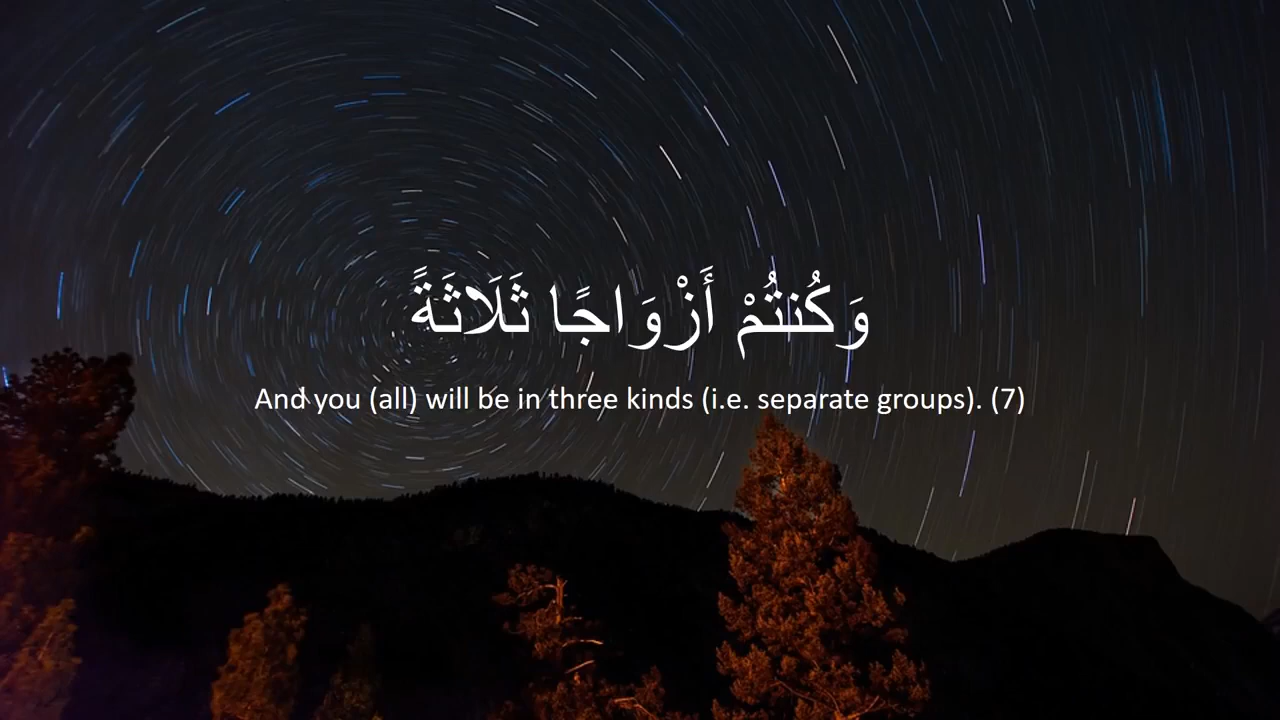 وَكُنتُمْ أَزْوَاجًا ثَلَاثَةً
And you (all) will be in three kinds (i.e. separate groups). (7)